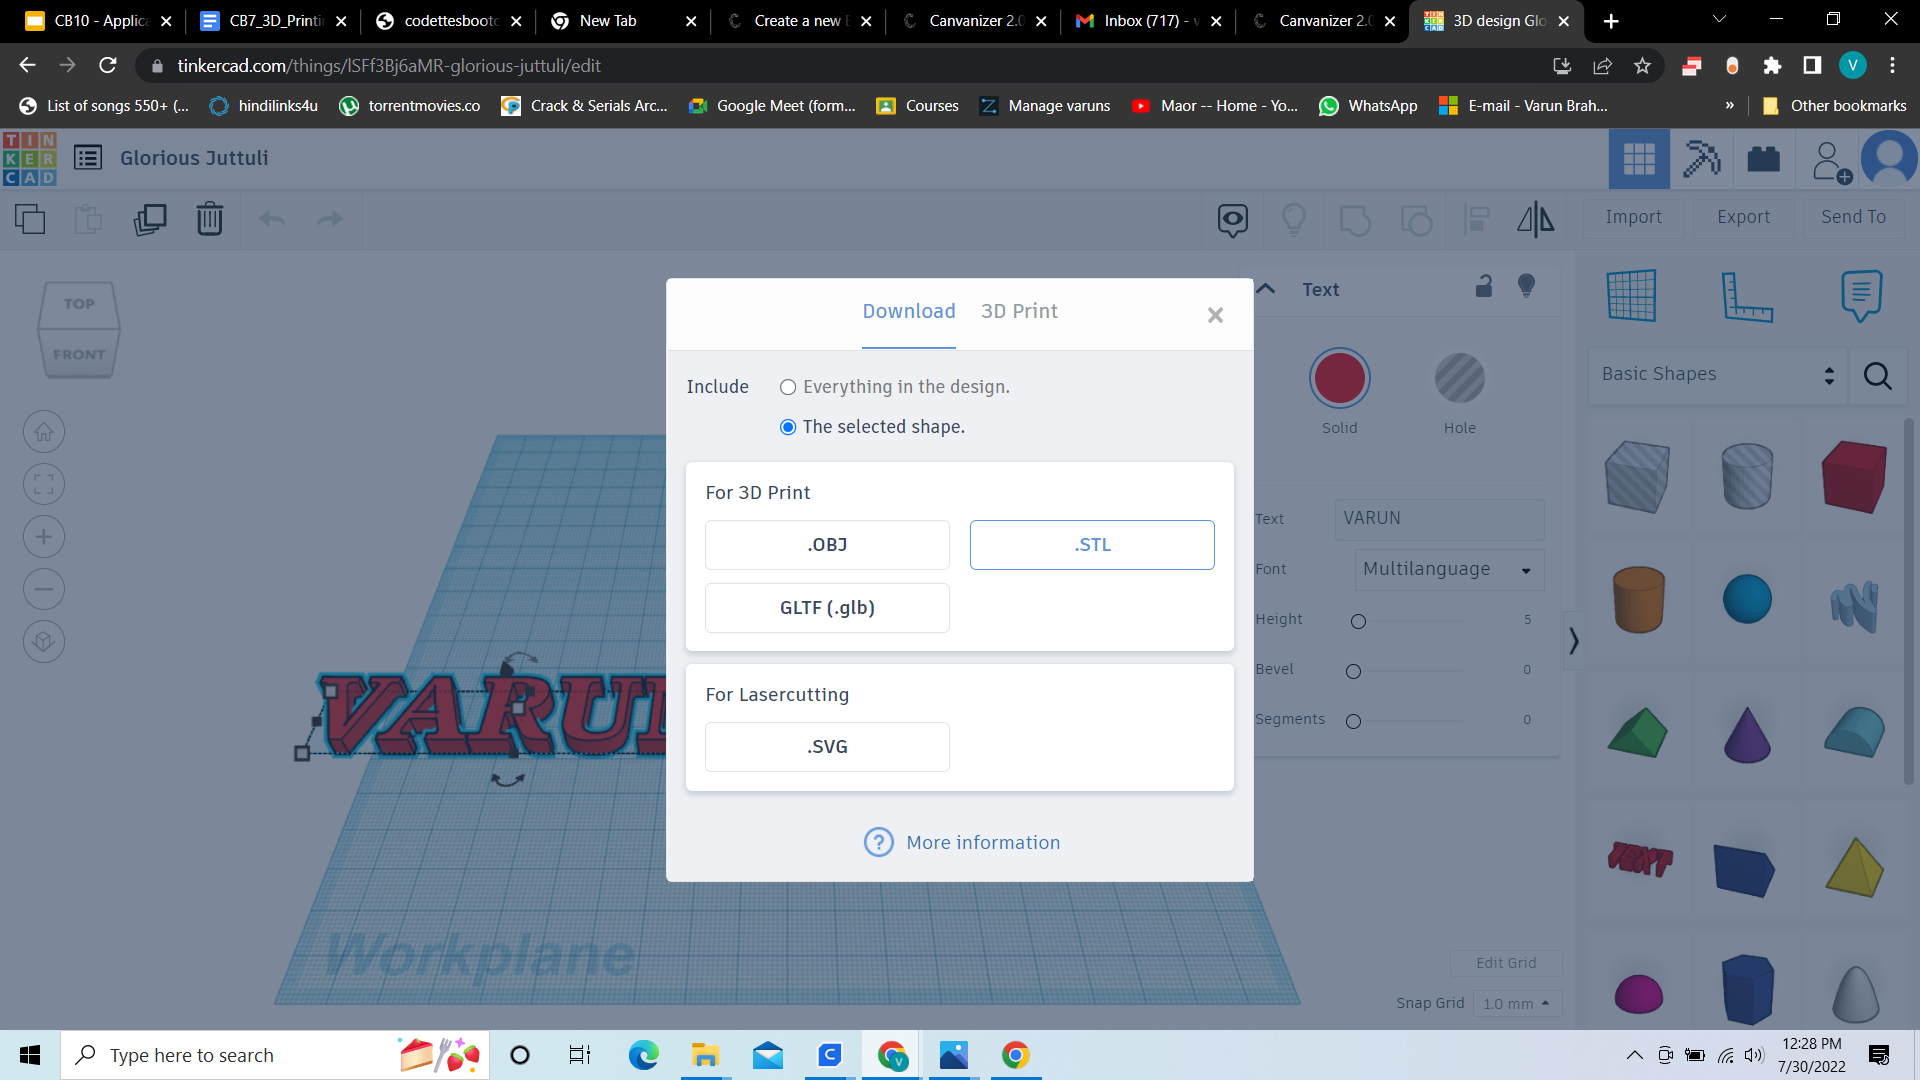 CB10 - Applica
CB7_3D_Printi
codettesbootc
New Tab
Create a new
Canvanizer 2.0
Inbox (717) - v
Canvanizer 2.0
3D design Glo
tinkercad.com/things/lSFf3Bj6aMR-glorious-juttuli/edit
V
List of songs 550+ (...
hindilinks4u
torrentmovies.co
Crack & Serials Arc...
Google Meet (form...
Courses
Manage varuns
Maor -- Home - Yo...
WhatsApp
E-mail - Varun Brah...
»
Other bookmarks
TIN
KER
CAD
Glorious Juttuli
Import
Export
Send To
TOP
FRONT
Download
3D Print
Include
Everything in the design.
The selected shape.
For 3D Print
.OBJ
.STL
GLTF (.glb)
For Lasercutting
.SVG
More information
Text
Solid
Hole
Text
VARUN
Font
Multilanguage
Height
5
Bevel
0
Segments
0
Basic Shapes
TEXT
VARU
Workplane
Edit Grid
Snap Grid
1.0 mm
Type here to search
12:28 PM
7/30/2022